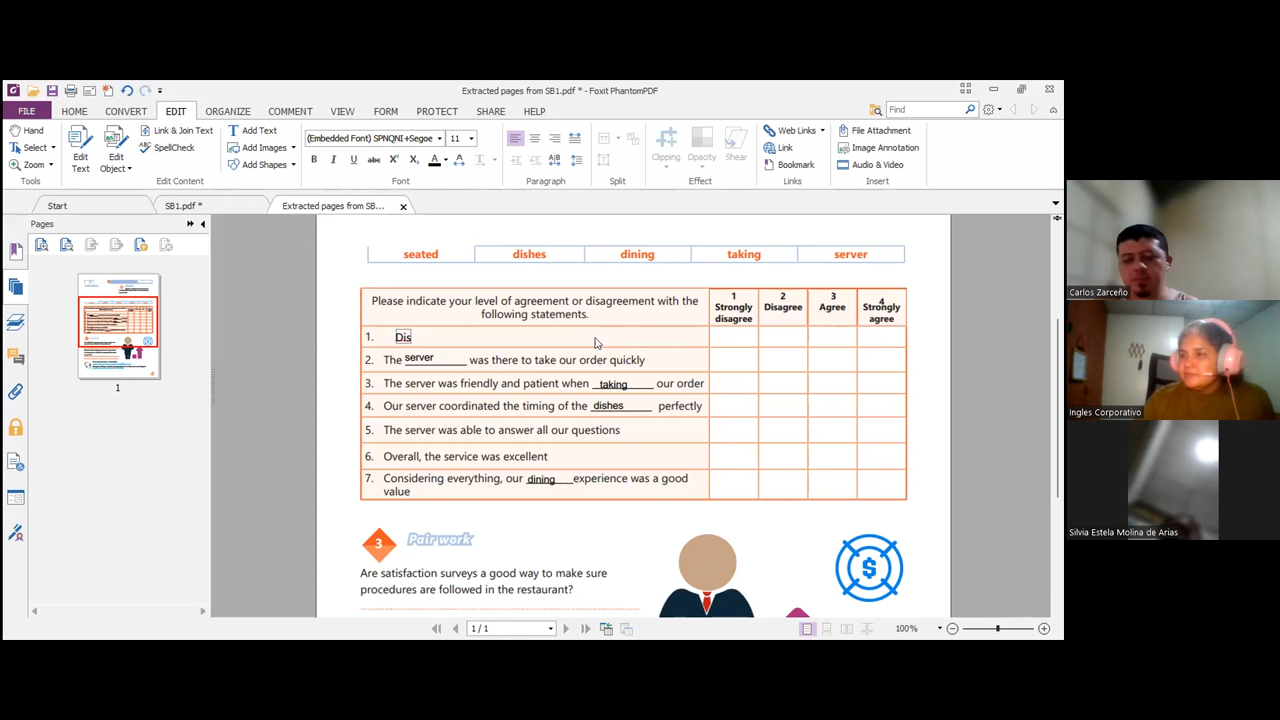 Extracted pages from SB1.pdf * - Foxit PhantomPDF
FILE HOME CONVERT EDIT ORGANIZE COMMENT VIEW FORM PROTECT SHARE HELP
Find
Hand
Select
Zoom
Tools
Edit Text
Edit Object
Link & Join Text
SpellCheck
Edit Content
Add Text
Add Images
Add Shapes
(Embedded Font) SPNQNI+Segoe 11
B I U abc X² X₂ A
Font
Paragraph
Split
Clipping Opacity Shear
Effect
Web Links
Link
Bookmark
Links
File Attachment
Image Annotation
Audio & Video
Insert
Start SB1.pdf * Extracted pages from SB...
Pages
1
seated dishes dining taking server
Please indicate your level of agreement or disagreement with the
following statements.
1 Strongly disagree
2 Disagree
3 Agree
4 Strongly agree
1. Dis
2. The server was there to take our order quickly
3. The server was friendly and patient when taking our order
4. Our server coordinated the timing of the dishes perfectly
5. The server was able to answer all our questions
6. Overall, the service was excellent
7. Considering everything, our dining experience was a good
value
3 Pair work
Are satisfaction surveys a good way to make sure
procedures are followed in the restaurant?
$
1 / 1
100%
Carlos Zarceño
Ingles Corporativo
Silvia Estela Molina de Arias